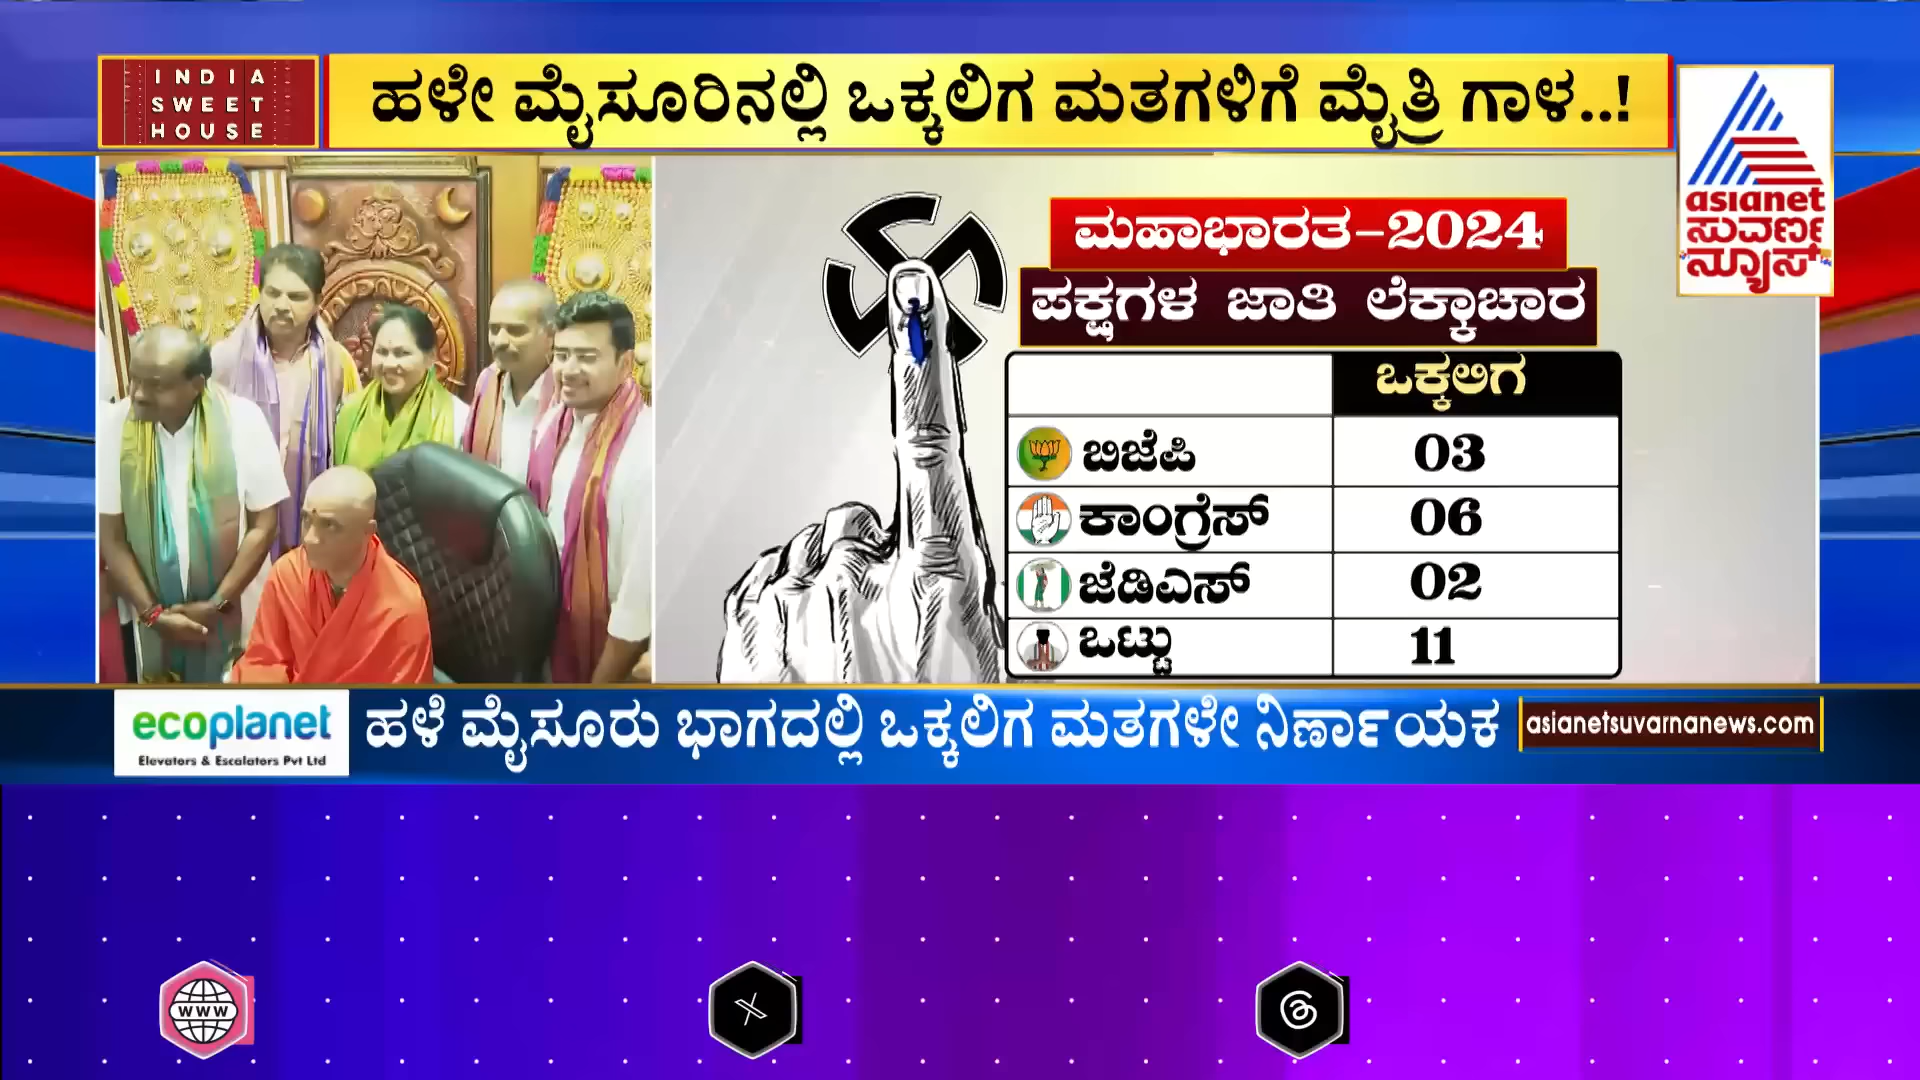 INDIA
SWEET
HOUSE
ಹಳೇ ಮೈಸೂರಿನಲ್ಲಿ ಒಕ್ಕಲಿಗ ಮತಗಳಿಗೆ ಮೈತ್ರಿ ಗಾಳ..!
asianet
ಸುವರ್ಣ
ನ್ಯೂಸ್
ಮಹಾಭಾರತ-2024
ಪಕ್ಷಗಳ ಜಾತಿ ಲೆಕ್ಕಾಚಾರ
ಒಕ್ಕಲಿಗ
ಬಿಜೆಪಿ 03
ಕಾಂಗ್ರೆಸ್ 06
ಜೆಡಿಎಸ್ 02
ಒಟ್ಟು 11
ecoplanet
Elevators & Escalators Pvt Ltd
ಹಳೆ ಮೈಸೂರು ಭಾಗದಲ್ಲಿ ಒಕ್ಕಲಿಗ ಮತಗಳೇ ನಿರ್ಣಾಯಕ
asianetsuvarnanews.com
www